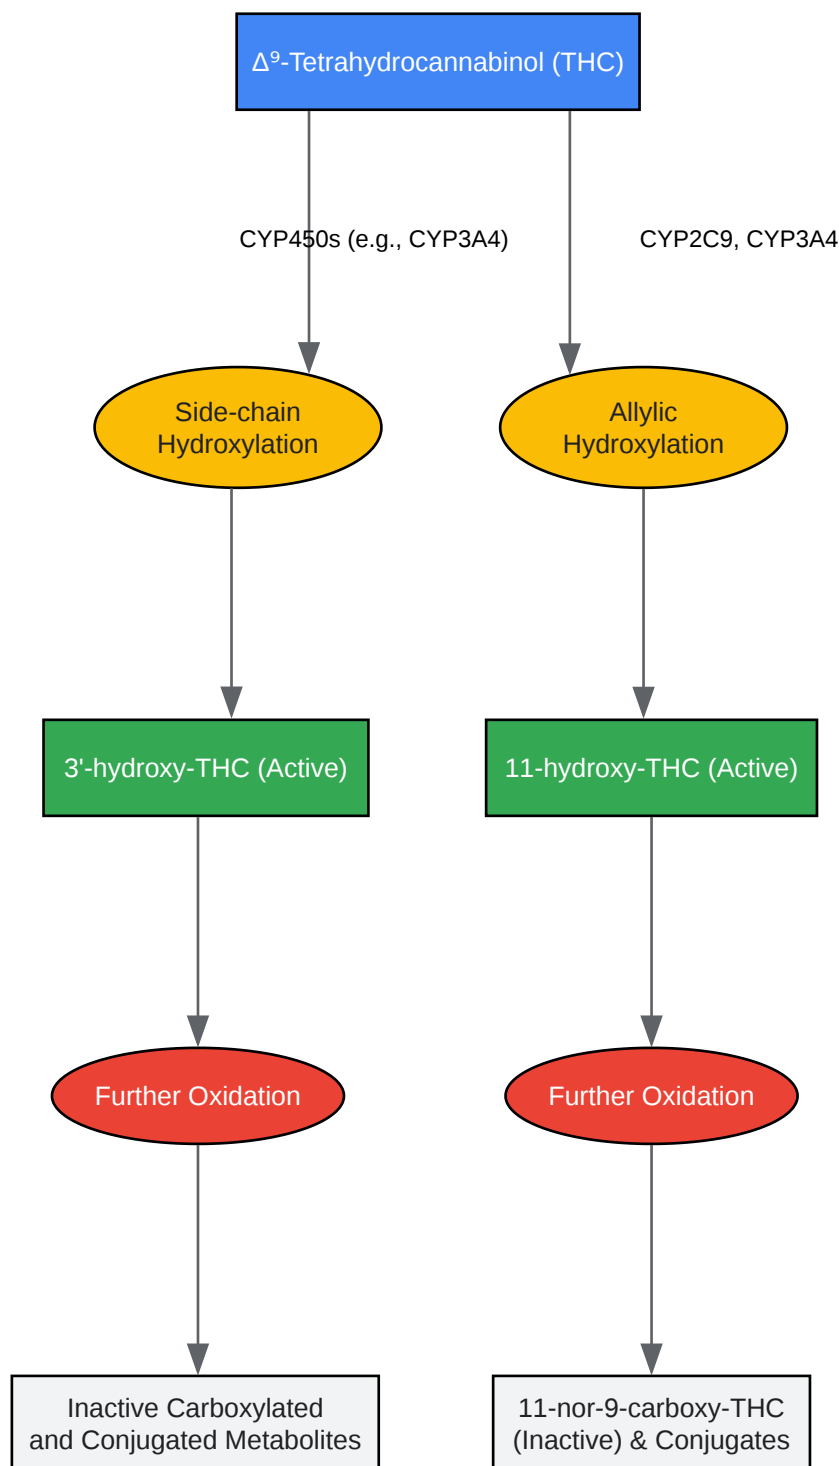 Δ⁹-Tetrahydrocannabinol (THC)
CYP450s (e.g., CYP3A4)
CYP2C9, CYP3A4
Side-chain
Hydroxylation
Allylic
Hydroxylation
3'-hydroxy-THC (Active)
11-hydroxy-THC (Active)
Further Oxidation
Further Oxidation
Inactive Carboxylated
and Conjugated Metabolites
11-nor-9-carboxy-THC
(Inactive) & Conjugates